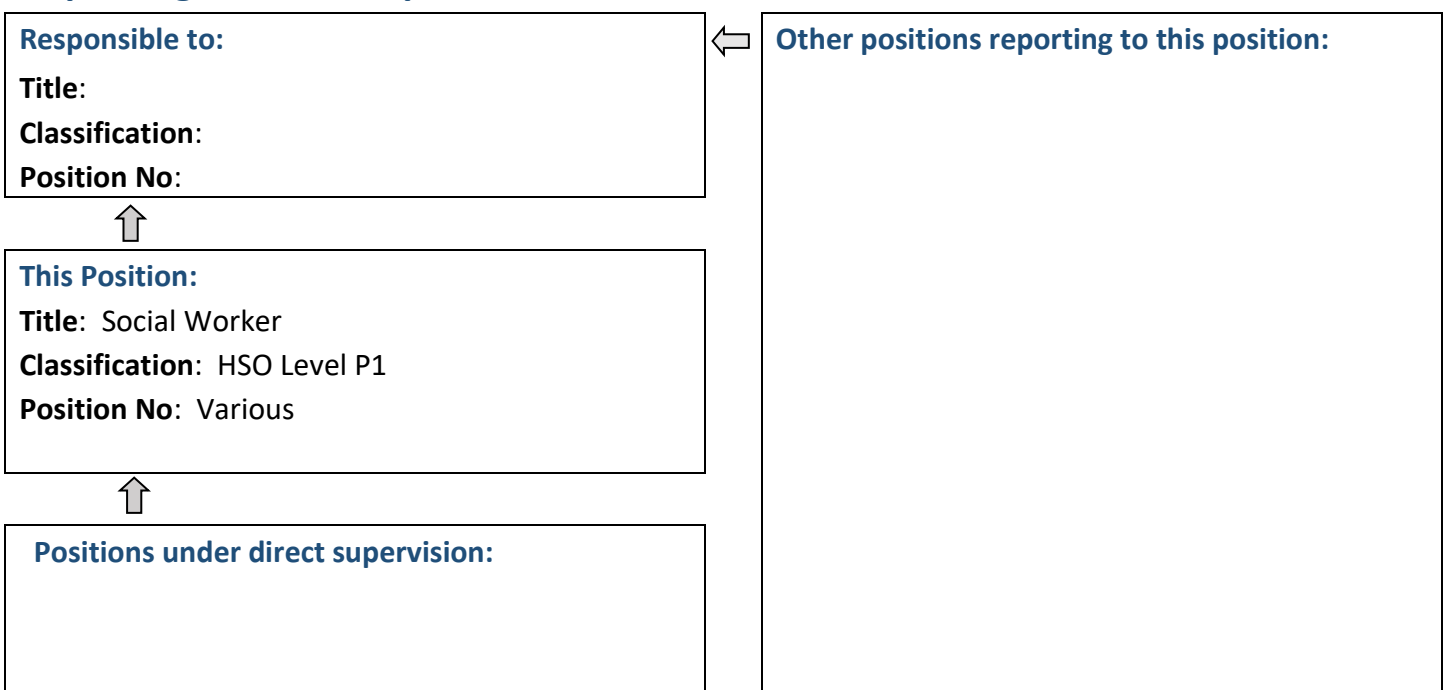 Responsible to:
Title:
Classification:
Position No:
This Position:
Title: Social Worker
Classification: HSO Level P1
Position No: Various
Positions under direct supervision:
Other positions reporting to this position: